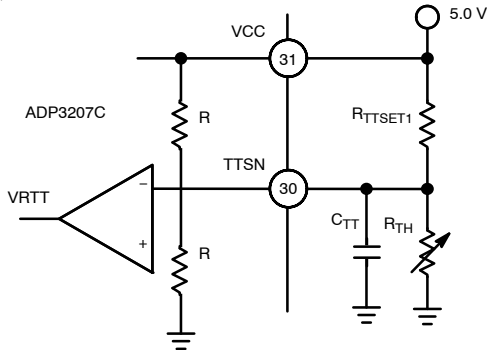 5.0 V
VCC
31
ADP3207C
R
R_TTSET1
TTSN
30
VRTT
−
+
C_TT
R_TH
R